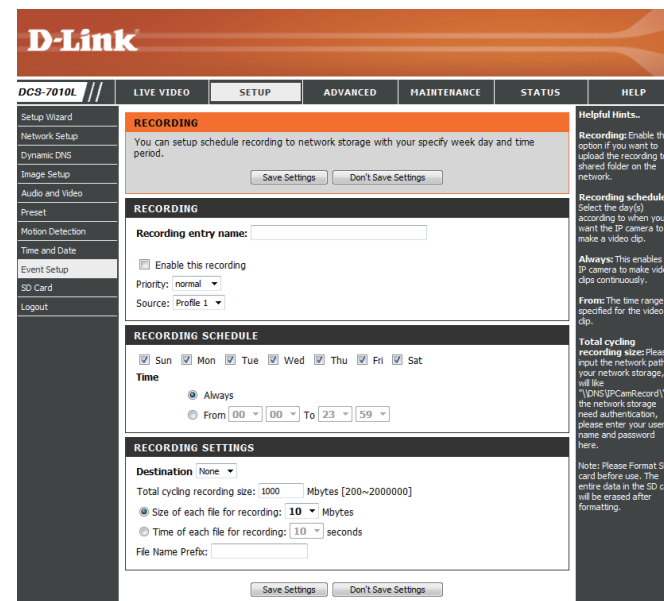 D-Link
DCS-7010L
LIVE VIDEO
SETUP
ADVANCED
MAINTENANCE
STATUS
HELP
Setup Wizard
Network Setup
Dynamic DNS
Image Setup
Audio and Video
Preset
Motion Detection
Time and Date
Event Setup
SD Card
Logout
RECORDING
You can setup schedule recording to network storage with your specify week day and time
period.
Save Settings Don't Save Settings
RECORDING
Recording entry name:
Enable this recording
Priority: normal
Source: Profile 1
RECORDING SCHEDULE
Sun Mon Tue Wed Thu Fri Sat
Time
Always
From 00 00 To 23 59
RECORDING SETTINGS
Destination None
Total cycling recording size: 1000 Mbytes [200~2000000]
Size of each file for recording: 10 Mbytes
Time of each file for recording: 10 seconds
File Name Prefix:
Save Settings Don't Save Settings
Helpful Hints..
Recording: Enable
option if you want to
upload the recording
shared folder on the
network.
Recording schedule
Select the day(s)
according to when you
want the IP camera to
make a video clip.
Always: This enables
IP camera to make
clips continuously.
From: The time range
specified for the video
clip.
Total cycling
recording size:
input the network path
your network storage,
will like
"\\DNS\IPCamRecord\"
the network storage
need authentication,
please enter your user
name and password
here.
Note: Please Format
card before use. The
entire data in the SD
will be erased after
formatting.